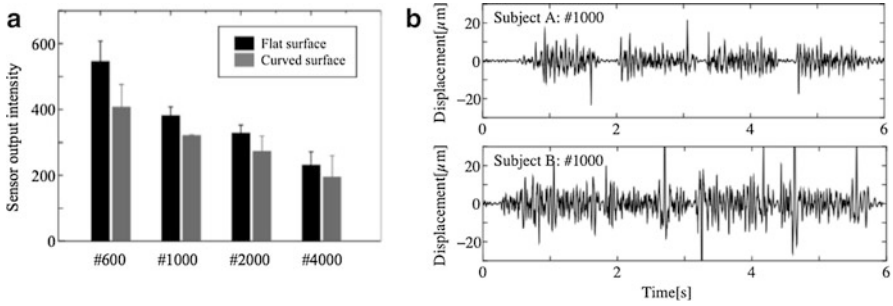 a
Sensor output intensity
600
400
200
0
Flat surface
Curved surface
#600
#1000
#2000
#4000
b
Displacement[μm]
20
0
−20
Subject A: #1000
0
2
4
6
Displacement[μm]
20
0
−20
Subject B: #1000
0
2
4
6
Time[s]